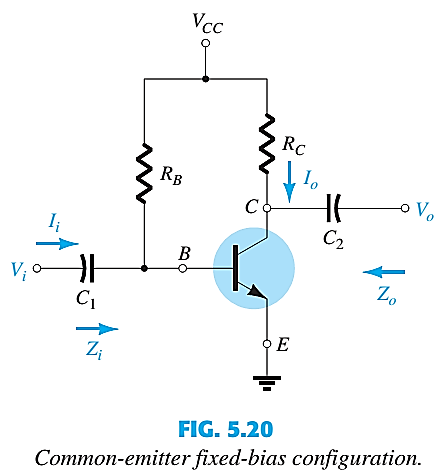 V_CC
R_B
R_C
I_o
C
V_o
C_2
I_i
B
V_i
C_1
Z_o
Z_i
E
FIG. 5.20
Common-emitter fixed-bias configuration.